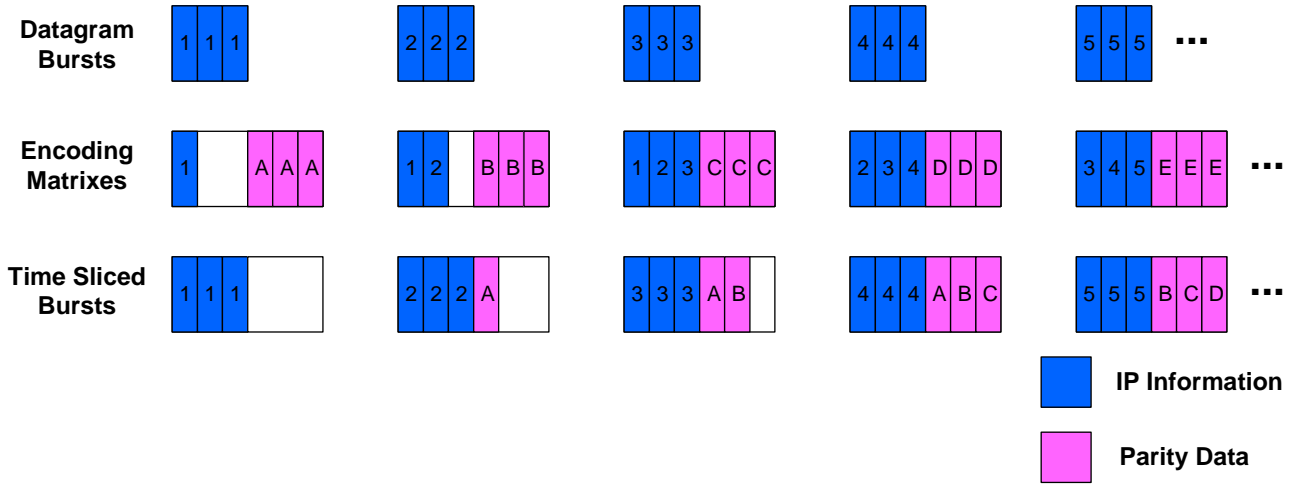 Datagram
Bursts
1 1 1
2 2 2
3 3 3
4 4 4
5 5 5
...
Encoding
Matrixes
1 A A A
1 2 B B B
1 2 3 C C C
2 3 4 D D D
3 4 5 E E E
...
Time Sliced
Bursts
1 1 1
2 2 2 A
3 3 3 A B
4 4 4 A B C
5 5 5 B C D
...
IP Information
Parity Data